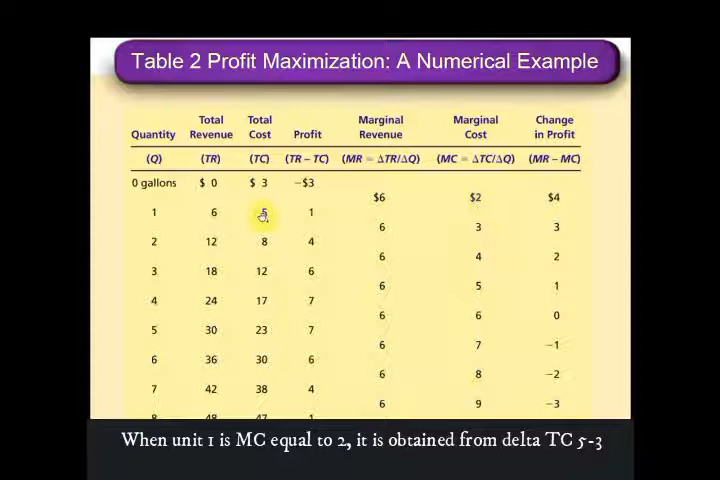 Table 2 Profit Maximization: A Numerical Example
Total Total Marginal Marginal Change
Quantity Revenue Cost Profit Revenue Cost in Profit
(Q) (TR) (TC) (TR – TC) (MR = ΔTR/ΔQ) (MC = ΔTC/ΔQ) (MR – MC)
0 gallons $ 0 $ 3 –$3
$6 $2 $4
1 6 5 1
6 3 3
2 12 8 4
6 4 2
3 18 12 6
6 5 1
4 24 17 7
6 6 0
5 30 23 7
6 7 –1
6 36 30 6
6 8 –2
7 42 38 4
6 9 –3
8 48 47 1
When unit 1 is MC equal to 2, it is obtained from delta TC 5-3